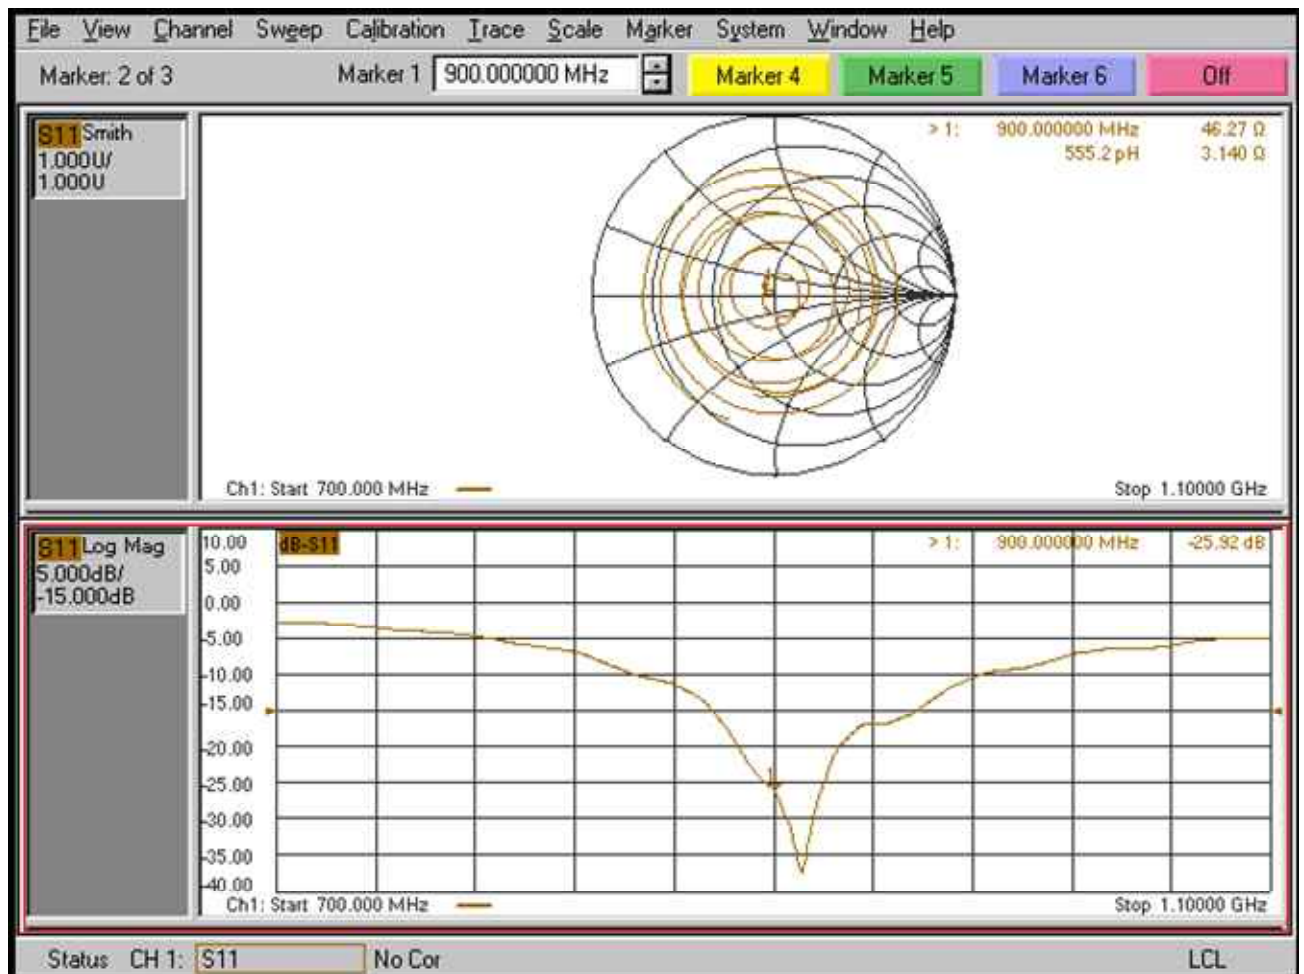 File View Channel Sweep Calibration Trace Scale Marker System Window Help
Marker: 2 of 3 Marker 1 900.000000 MHz Marker 4 Marker 5 Marker 6 Off
S11 Smith
1.000U/
1.000U
> 1: 900.000000 MHz 46.27 Ω
555.2 pH 3.140 Ω
Ch1: Start 700.000 MHz Stop 1.10000 GHz
S11 Log Mag
5.000dB/
-15.000dB
dB-S11
> 1: 900.000000 MHz -25.92 dB
10.00
5.00
0.00
-5.00
-10.00
-15.00
-20.00
-25.00
-30.00
-35.00
-40.00
Ch1: Start 700.000 MHz Stop 1.10000 GHz
Status CH 1: S11 No Cor LCL